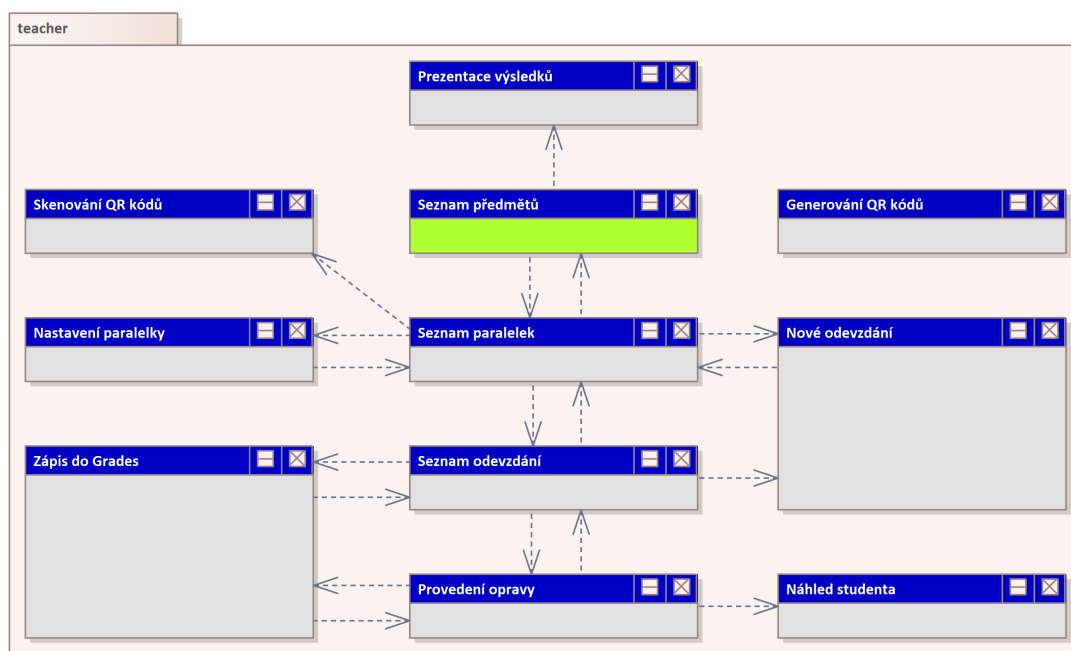 teacher
Prezentace výsledků
Skenování QR kódů
Seznam předmětů
Generování QR kódů
Nastavení paralelky
Seznam paralelek
Nové odevzdání
Zápis do Grades
Seznam odevzdání
Provedení opravy
Náhled studenta